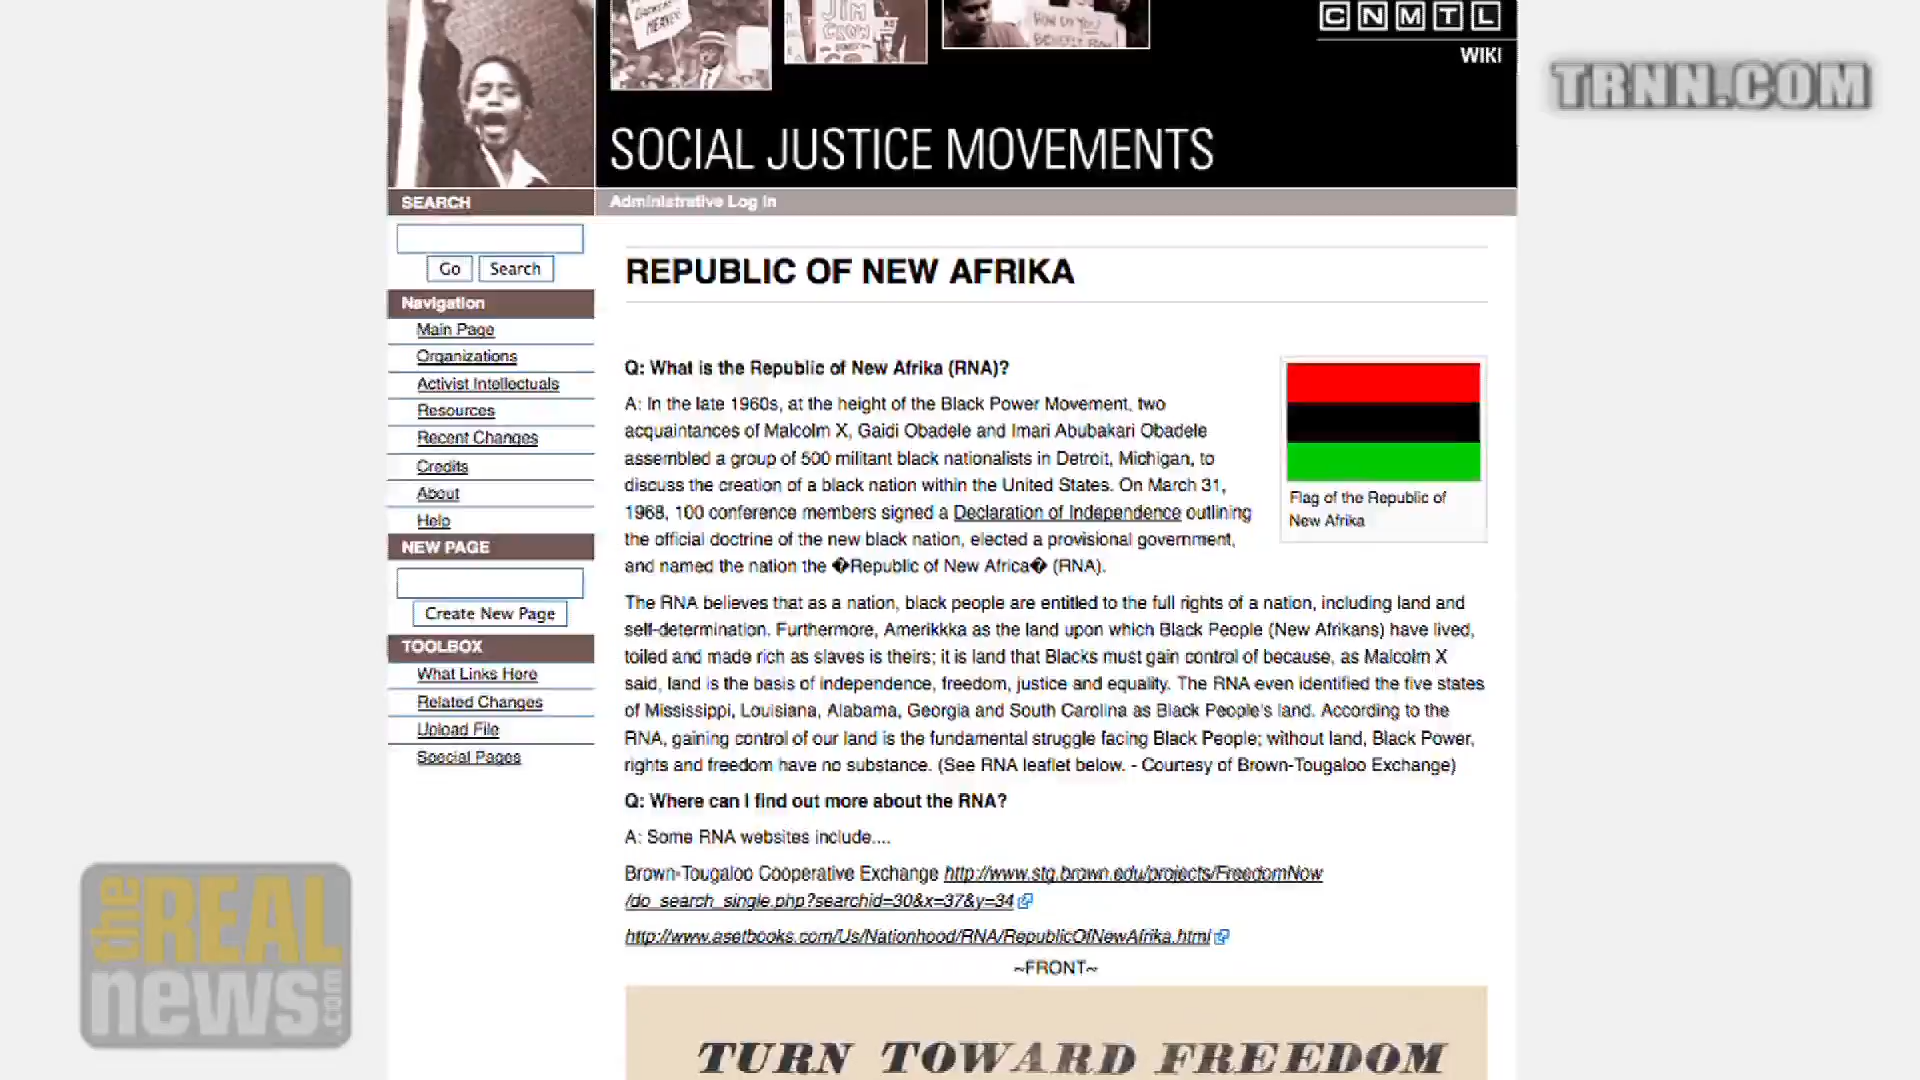 JIM
CROW
HOW DO YOU
BENEFIT FROM
CNMTL
WIKI
TRNN.COM
SOCIAL JUSTICE MOVEMENTS
SEARCH
Administrative Log In
Go Search
Navigation
Main Page
Organizations
Activist Intellectuals
Resources
Recent Changes
Credits
About
Help
NEW PAGE
Create New Page
TOOLBOX
What Links Here
Related Changes
Upload File
Special Pages
REPUBLIC OF NEW AFRIKA
Q: What is the Republic of New Afrika (RNA)?
A: In the late 1960s, at the height of the Black Power Movement, two
acquaintances of Malcolm X, Gaidi Obadele and Imari Abubakari Obadele
assembled a group of 500 militant black nationalists in Detroit, Michigan, to
discuss the creation of a black nation within the United States. On March 31,
1968, 100 conference members signed a Declaration of Independence outlining
the official doctrine of the new black nation, elected a provisional government,
and named the nation the �Republic of New Africa� (RNA).
Flag of the Republic of
New Afrika
The RNA believes that as a nation, black people are entitled to the full rights of a nation, including land and
self-determination. Furthermore, Amerikkka as the land upon which Black People (New Afrikans) have lived,
toiled and made rich as slaves is theirs; it is land that Blacks must gain control of because, as Malcolm X
said, land is the basis of independence, freedom, justice and equality. The RNA even identified the five states
of Mississippi, Louisiana, Alabama, Georgia and South Carolina as Black People's land. According to the
RNA, gaining control of our land is the fundamental struggle facing Black People; without land, Black Power,
rights and freedom have no substance. (See RNA leaflet below. - Courtesy of Brown-Tougaloo Exchange)
Q: Where can I find out more about the RNA?
A: Some RNA websites include....
Brown-Tougaloo Cooperative Exchange http://www.stg.brown.edu/projects/FreedomNow
/do_search_single.php?searchid=30&x=37&y=34
http://www.asetbooks.com/Us/Nationhood/RNA/RepublicOfNewAfrika.html
~FRONT~
TURN TOWARD FREEDOM
the REAL
news.com